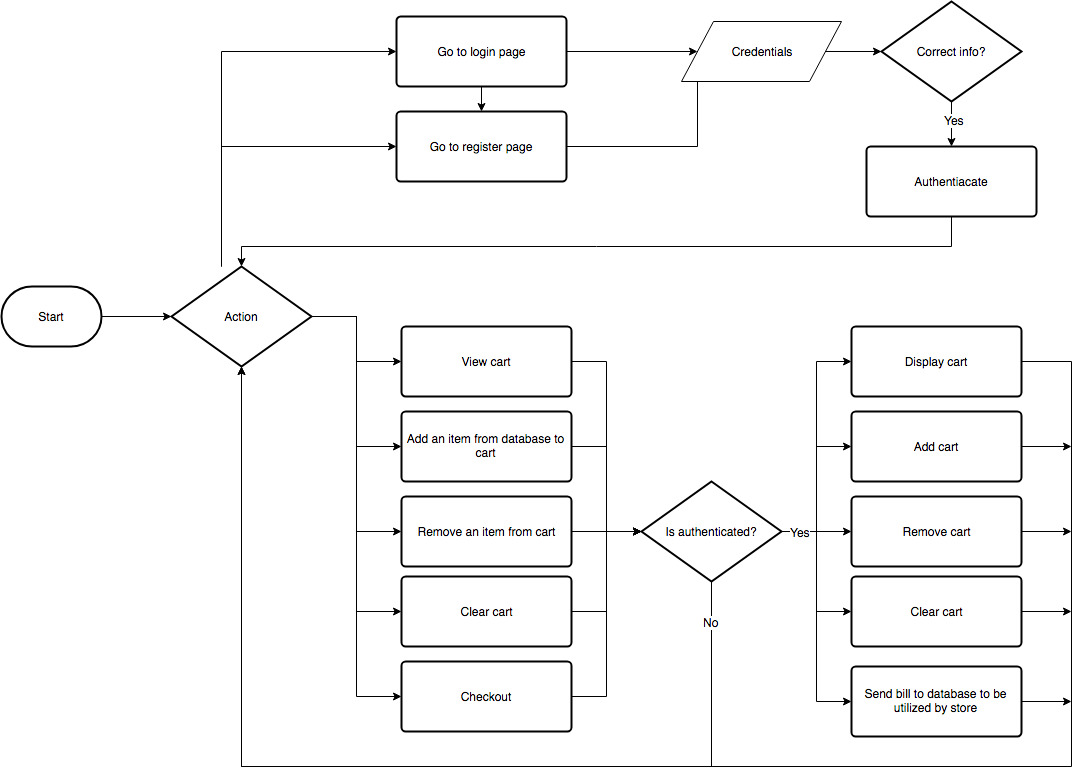 Go to login page
Credentials
Correct info?
Go to register page
Yes
Authentiacate
Start
Action
View cart
Display cart
Add an item from database to
cart
Add cart
Remove an item from cart
Is authenticated?
Yes
Remove cart
Clear cart
Clear cart
No
Checkout
Send bill to database to be
utilized by store